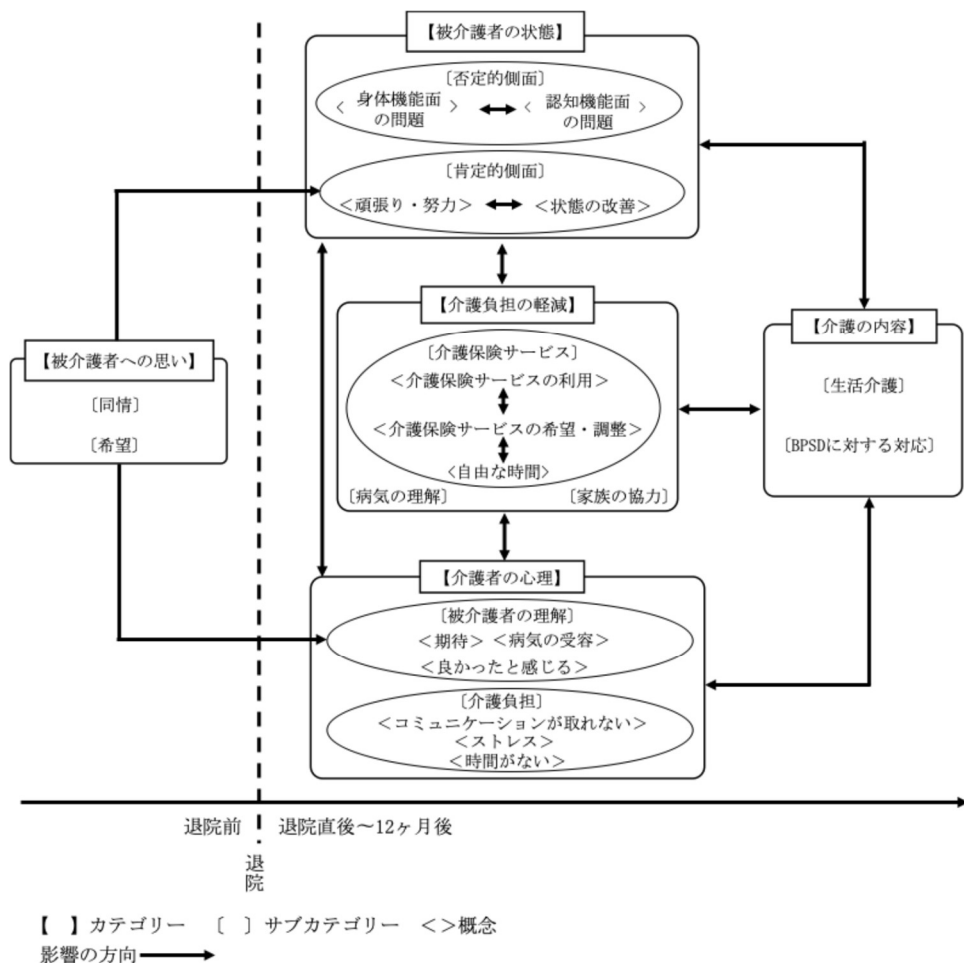 【被介護者の状態】
〔否定的側面〕
< 身体機能面 の問題 >
< 認知機能面 の問題 >
〔肯定的側面〕
<頑張り・努力>
<状態の改善>
【介護負担の軽減】
〔介護保険サービス〕
<介護保険サービスの利用>
<介護保険サービスの希望・調整>
<自由な時間>
〔病気の理解〕
〔家族の協力〕
【介護の内容】
〔生活介護〕
〔BPSDに対する対応〕
【被介護者への思い】
〔同情〕
〔希望〕
【介護者の心理】
〔被介護者の理解〕
<期待> <病気の受容>
<良かったと感じる>
〔介護負担〕
<コミュニケーションが取れない>
<ストレス>
<時間がない>
退院前
退院直後～12ヶ月後
退院
【 】カテゴリー 〔 〕サブカテゴリー <>概念
影響の方向